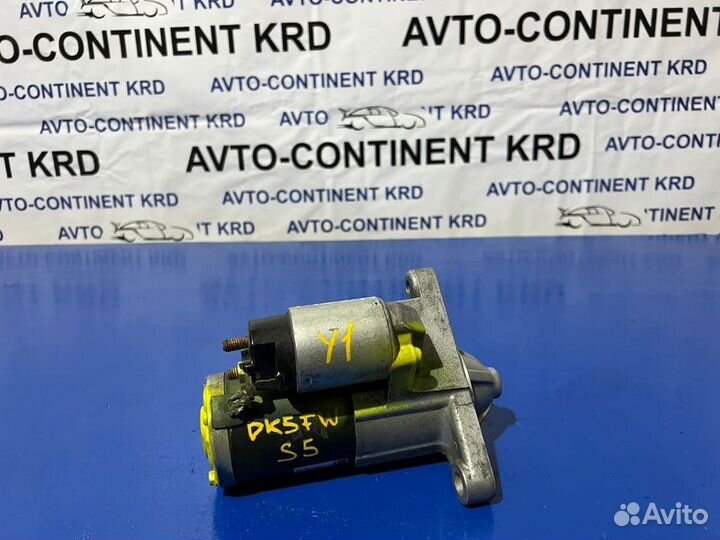 AVTO-CONTINENT KRD
AVTO-CONTINENT KRD
AVTO-CONTINENT KRD
AVTO-CONTINENT KRD
-CONTINENT KRD
AVTO-CONTINENT KRD
AVTO-CONTINENT KRD
AVTO
CONTINENT KRD
AVTO-CONTINENT KRD
AVTO-CONTINENT KRD
AVTO-CONTINENT KRD
AVTO-CONTINENT KRD
AVTO
T KRD
AVTO-CONTINENT KRD
AVTO
TINENT KRD
Y1
DK5FW
S5
Avito